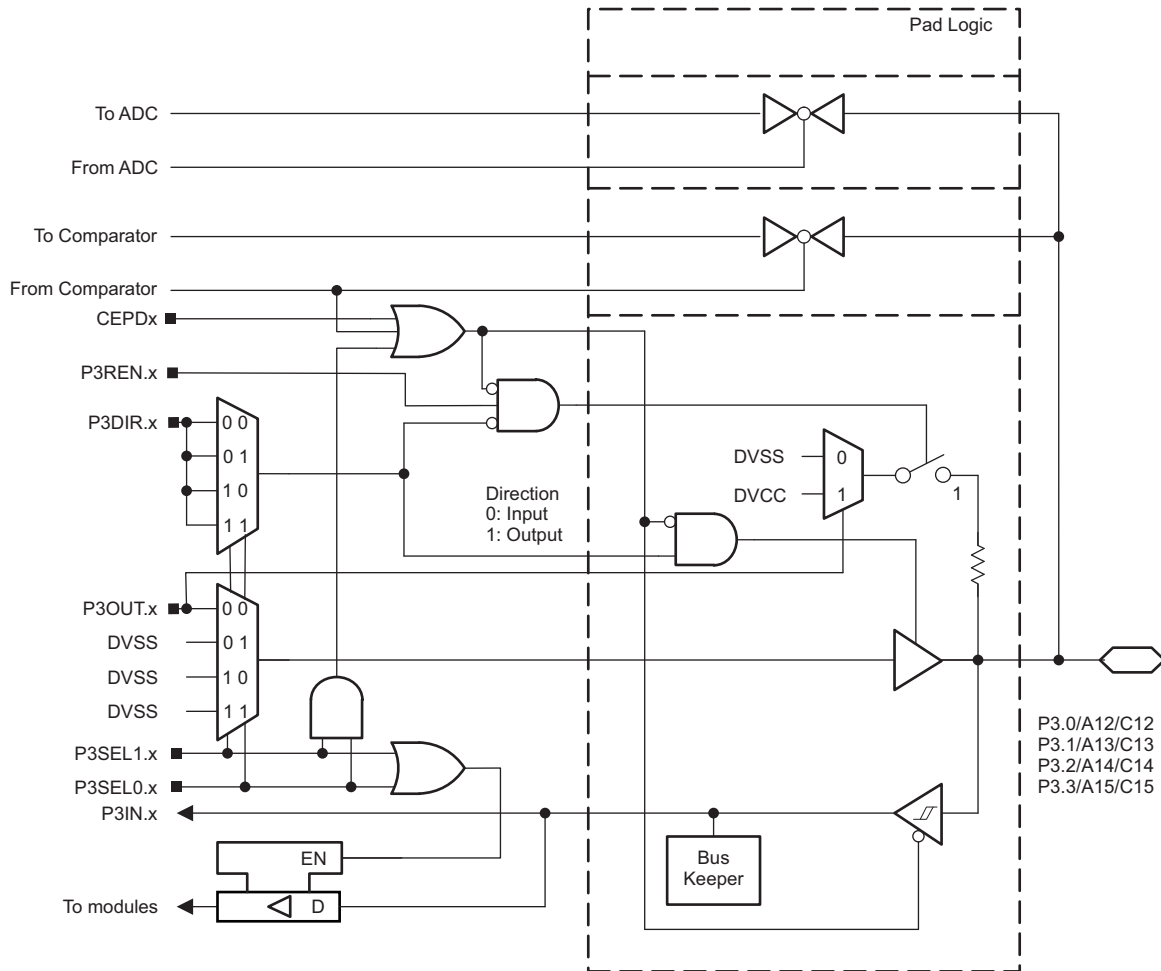 Pad Logic
To ADC
From ADC
To Comparator
From Comparator
CEPDx
P3REN.x
P3DIR.x
0 0
0 1
1 0
1 1
Direction
0: Input
1: Output
DVSS
DVCC
0
1
1
P3OUT.x
DVSS
DVSS
DVSS
0 0
0 1
1 0
1 1
P3SEL1.x
P3SEL0.x
P3IN.x
P3.0/A12/C12
P3.1/A13/C13
P3.2/A14/C14
P3.3/A15/C15
Bus
Keeper
EN
D
To modules